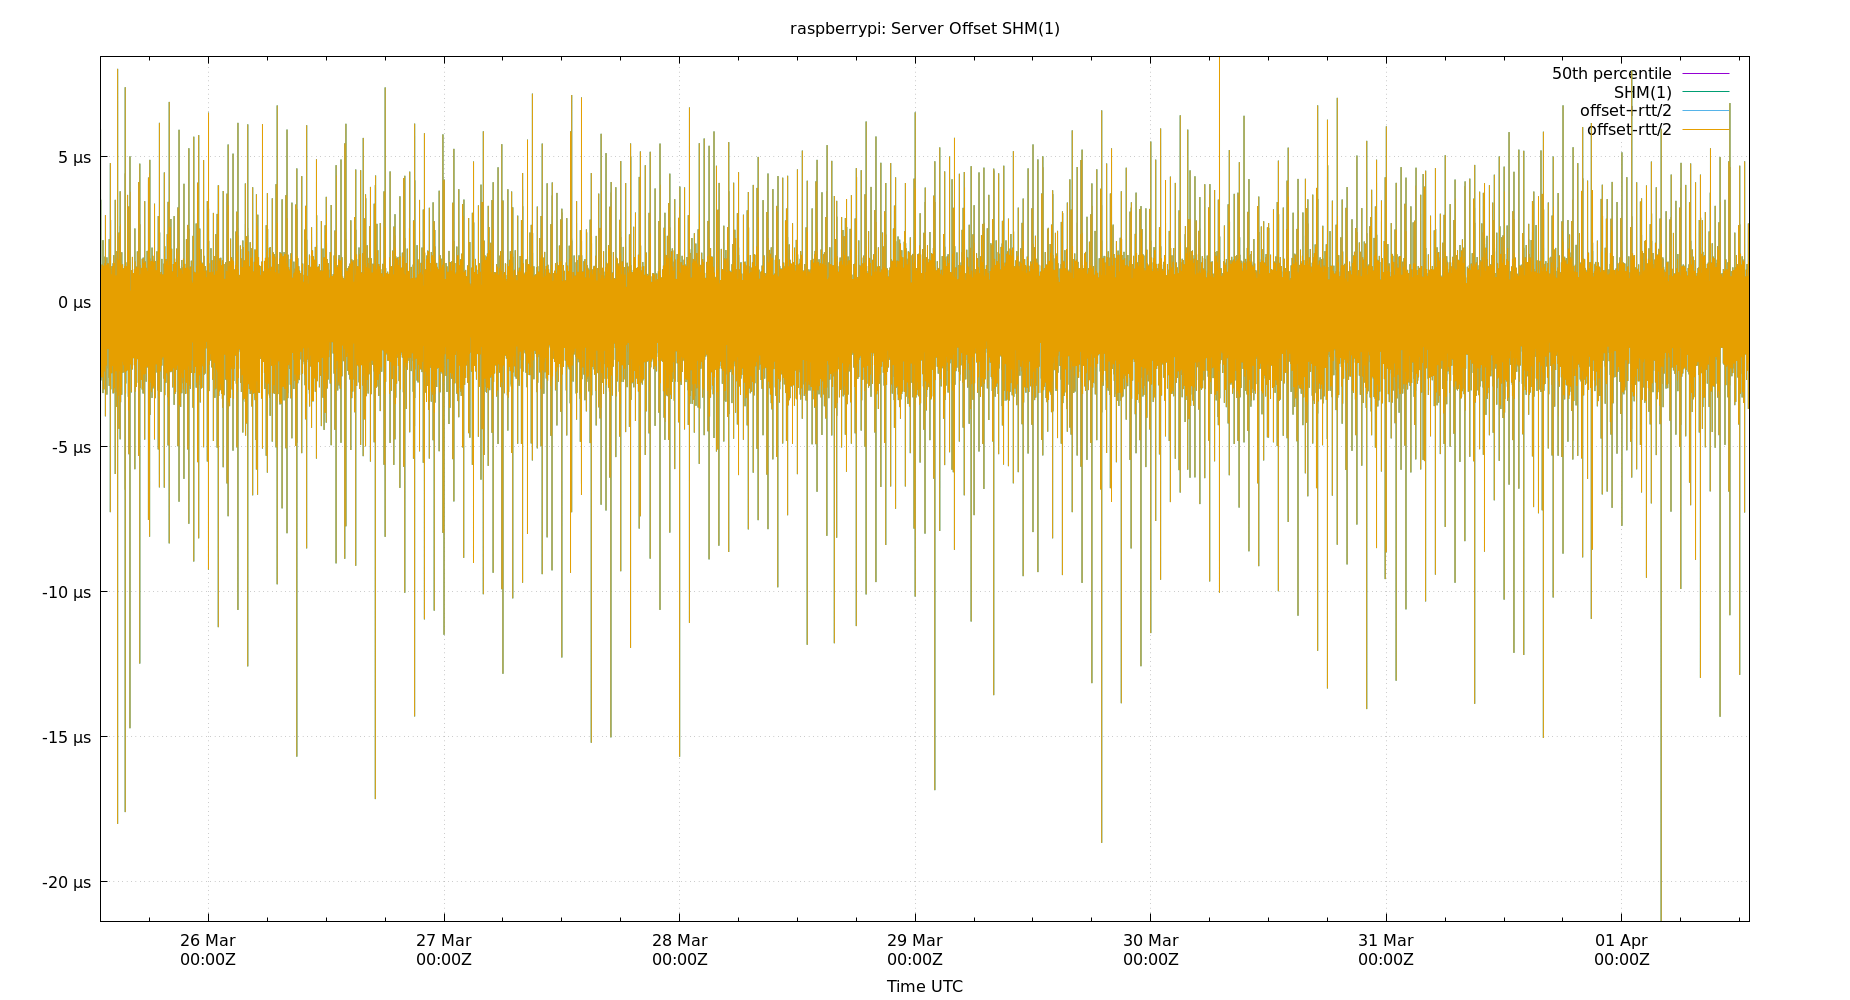 raspberrypi: Server Offset SHM(1)
50th percentile
SHM(1)
offset+rtt/2
offset-rtt/2
5 µs
0 µs
-5 µs
-10 µs
-15 µs
-20 µs
26 Mar 27 Mar 28 Mar 29 Mar 30 Mar 31 Mar 01 Apr
00:00Z 00:00Z 00:00Z 00:00Z 00:00Z 00:00Z 00:00Z
Time UTC